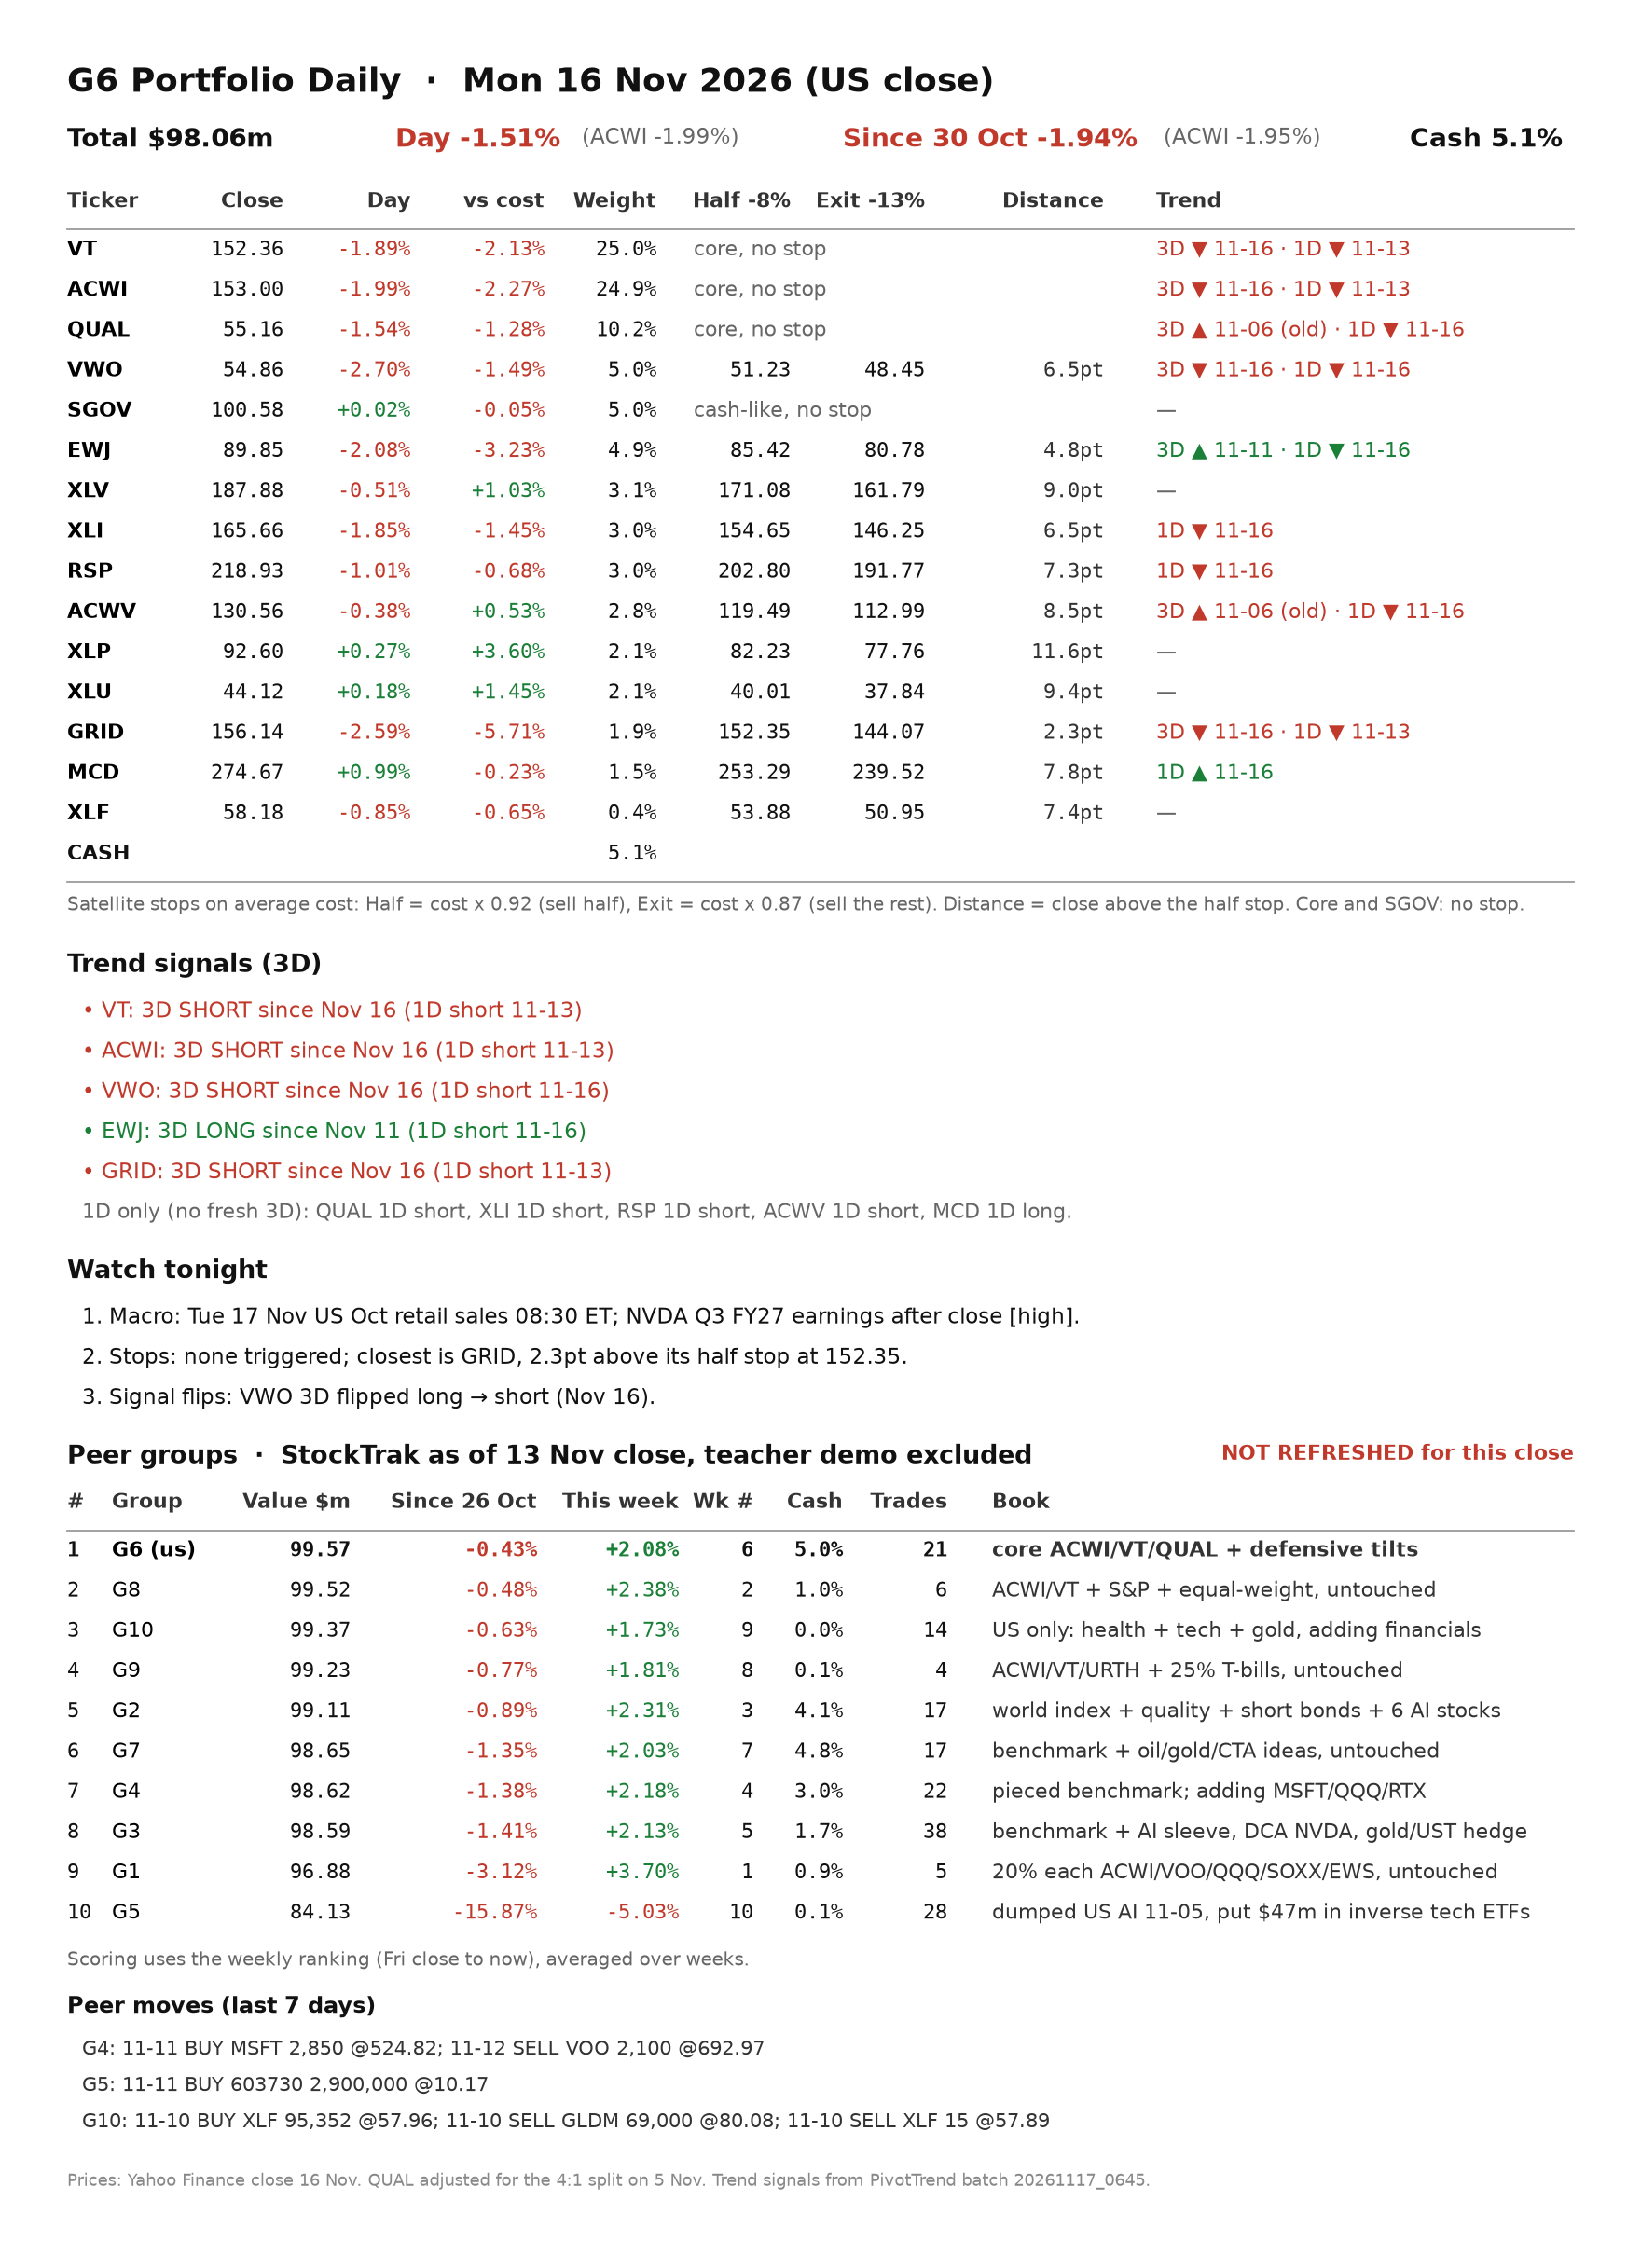 G6 Portfolio Daily · Mon 16 Nov 2026 (US close)
Total $98.06m Day -1.51% (ACWI -1.99%) Since 30 Oct -1.94% (ACWI -1.95%) Cash 5.1%
Ticker Close Day vs cost Weight Half -8% Exit -13% Distance Trend
VT 152.36 -1.89% -2.13% 25.0% core, no stop 3D ▼ 11-16 · 1D ▼ 11-13
ACWI 153.00 -1.99% -2.27% 24.9% core, no stop 3D ▼ 11-16 · 1D ▼ 11-13
QUAL 55.16 -1.54% -1.28% 10.2% core, no stop 3D ▲ 11-06 (old) · 1D ▼ 11-16
VWO 54.86 -2.70% -1.49% 5.0% 51.23 48.45 6.5pt 3D ▼ 11-16 · 1D ▼ 11-16
SGOV 100.58 +0.02% -0.05% 5.0% cash-like, no stop —
EWJ 89.85 -2.08% -3.23% 4.9% 85.42 80.78 4.8pt 3D ▲ 11-11 · 1D ▼ 11-16
XLV 187.88 -0.51% +1.03% 3.1% 171.08 161.79 9.0pt —
XLI 165.66 -1.85% -1.45% 3.0% 154.65 146.25 6.5pt 1D ▼ 11-16
RSP 218.93 -1.01% -0.68% 3.0% 202.80 191.77 7.3pt 1D ▼ 11-16
ACWV 130.56 -0.38% +0.53% 2.8% 119.49 112.99 8.5pt 3D ▲ 11-06 (old) · 1D ▼ 11-16
XLP 92.60 +0.27% +3.60% 2.1% 82.23 77.76 11.6pt —
XLU 44.12 +0.18% +1.45% 2.1% 40.01 37.84 9.4pt —
GRID 156.14 -2.59% -5.71% 1.9% 152.35 144.07 2.3pt 3D ▼ 11-16 · 1D ▼ 11-13
MCD 274.67 +0.99% -0.23% 1.5% 253.29 239.52 7.8pt 1D ▲ 11-16
XLF 58.18 -0.85% -0.65% 0.4% 53.88 50.95 7.4pt —
CASH 5.1%
Satellite stops on average cost: Half = cost x 0.92 (sell half), Exit = cost x 0.87 (sell the rest). Distance = close above the half stop. Core and SGOV: no stop.
Trend signals (3D)
• VT: 3D SHORT since Nov 16 (1D short 11-13)
• ACWI: 3D SHORT since Nov 16 (1D short 11-13)
• VWO: 3D SHORT since Nov 16 (1D short 11-16)
• EWJ: 3D LONG since Nov 11 (1D short 11-16)
• GRID: 3D SHORT since Nov 16 (1D short 11-13)
1D only (no fresh 3D): QUAL 1D short, XLI 1D short, RSP 1D short, ACWV 1D short, MCD 1D long.
Watch tonight
1. Macro: Tue 17 Nov US Oct retail sales 08:30 ET; NVDA Q3 FY27 earnings after close [high].
2. Stops: none triggered; closest is GRID, 2.3pt above its half stop at 152.35.
3. Signal flips: VWO 3D flipped long → short (Nov 16).
Peer groups · StockTrak as of 13 Nov close, teacher demo excluded NOT REFRESHED for this close
# Group Value $m Since 26 Oct This week Wk # Cash Trades Book
1 G6 (us) 99.57 -0.43% +2.08% 6 5.0% 21 core ACWI/VT/QUAL + defensive tilts
2 G8 99.52 -0.48% +2.38% 2 1.0% 6 ACWI/VT + S&P + equal-weight, untouched
3 G10 99.37 -0.63% +1.73% 9 0.0% 14 US only: health + tech + gold, adding financials
4 G9 99.23 -0.77% +1.81% 8 0.1% 4 ACWI/VT/URTH + 25% T-bills, untouched
5 G2 99.11 -0.89% +2.31% 3 4.1% 17 world index + quality + short bonds + 6 AI stocks
6 G7 98.65 -1.35% +2.03% 7 4.8% 17 benchmark + oil/gold/CTA ideas, untouched
7 G4 98.62 -1.38% +2.18% 4 3.0% 22 pieced benchmark; adding MSFT/QQQ/RTX
8 G3 98.59 -1.41% +2.13% 5 1.7% 38 benchmark + AI sleeve, DCA NVDA, gold/UST hedge
9 G1 96.88 -3.12% +3.70% 1 0.9% 5 20% each ACWI/VOO/QQQ/SOXX/EWS, untouched
10 G5 84.13 -15.87% -5.03% 10 0.1% 28 dumped US AI 11-05, put $47m in inverse tech ETFs
Scoring uses the weekly ranking (Fri close to now), averaged over weeks.
Peer moves (last 7 days)
G4: 11-11 BUY MSFT 2,850 @524.82; 11-12 SELL VOO 2,100 @692.97
G5: 11-11 BUY 603730 2,900,000 @10.17
G10: 11-10 BUY XLF 95,352 @57.96; 11-10 SELL GLDM 69,000 @80.08; 11-10 SELL XLF 15 @57.89
Prices: Yahoo Finance close 16 Nov. QUAL adjusted for the 4:1 split on 5 Nov. Trend signals from PivotTrend batch 20261117_0645.